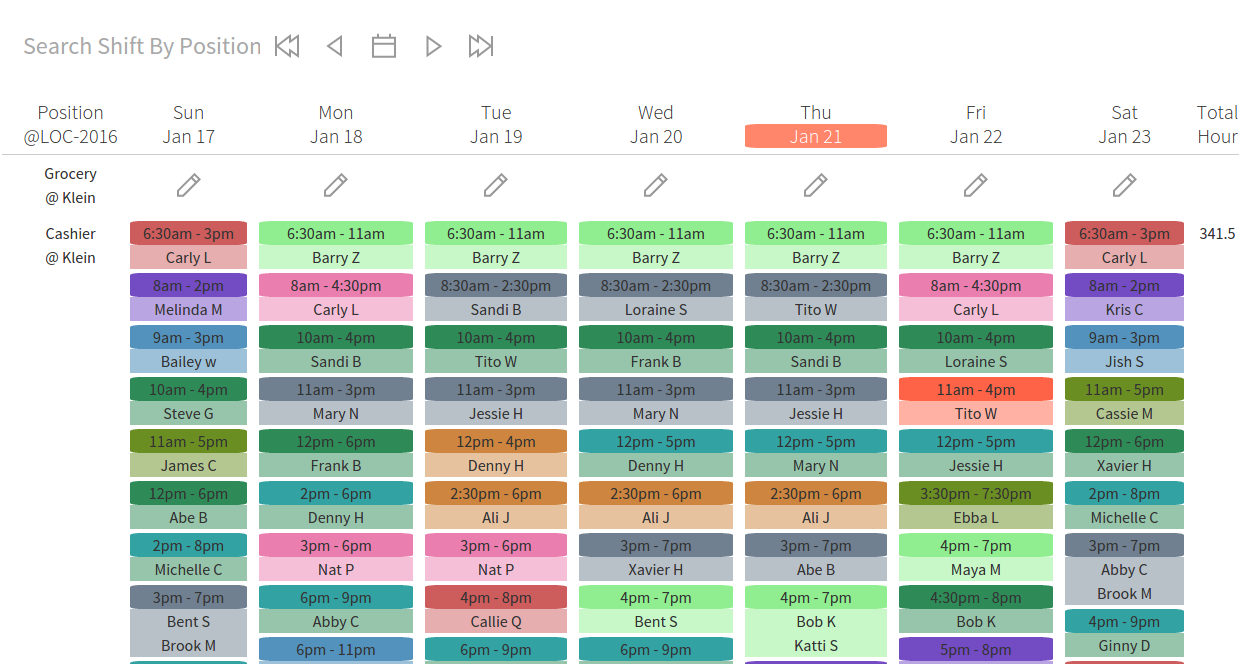 Search Shift By Position
Position Sun Mon Tue Wed Thu Fri Sat Total
@LOC-2016 Jan 17 Jan 18 Jan 19 Jan 20 Jan 21 Jan 22 Jan 23 Hour
Grocery
@ Klein
Cashier 6:30am - 3pm 6:30am - 11am 6:30am - 11am 6:30am - 11am 6:30am - 11am 6:30am - 11am 6:30am - 3pm 341.5
@ Klein Carly L Barry Z Barry Z Barry Z Barry Z Barry Z Carly L
8am - 2pm 8am - 4:30pm 8:30am - 2:30pm 8:30am - 2:30pm 8:30am - 2:30pm 8am - 4:30pm 8am - 2pm
Melinda M Carly L Sandi B Loraine S Tito W Carly L Kris C
9am - 3pm 10am - 4pm 10am - 4pm 10am - 4pm 10am - 4pm 10am - 4pm 9am - 3pm
Bailey w Sandi B Tito W Frank B Sandi B Loraine S Jish S
10am - 4pm 11am - 3pm 11am - 3pm 11am - 3pm 11am - 3pm 11am - 4pm 11am - 5pm
Steve G Mary N Jessie H Mary N Jessie H Tito W Cassie M
11am - 5pm 12pm - 6pm 12pm - 4pm 12pm - 5pm 12pm - 5pm 12pm - 5pm 12pm - 6pm
James C Frank B Denny H Denny H Mary N Jessie H Xavier H
12pm - 6pm 2pm - 6pm 2:30pm - 6pm 2:30pm - 6pm 2:30pm - 6pm 3:30pm - 7:30pm 2pm - 8pm
Abe B Denny H Ali J Ali J Ali J Ebba L Michelle C
2pm - 8pm 3pm - 6pm 3pm - 6pm 3pm - 7pm 3pm - 7pm 4pm - 7pm 3pm - 7pm
Michelle C Nat P Nat P Xavier H Abe B Maya M Abby C
3pm - 7pm 6pm - 9pm 4pm - 8pm 4pm - 7pm 4pm - 7pm 4:30pm - 8pm Brook M
Bent S Abby C Callie Q Bent S Bob K Bob K 4pm - 9pm
Brook M 6pm - 11pm 6pm - 9pm 6pm - 9pm Katti S 5pm - 8pm Ginny D